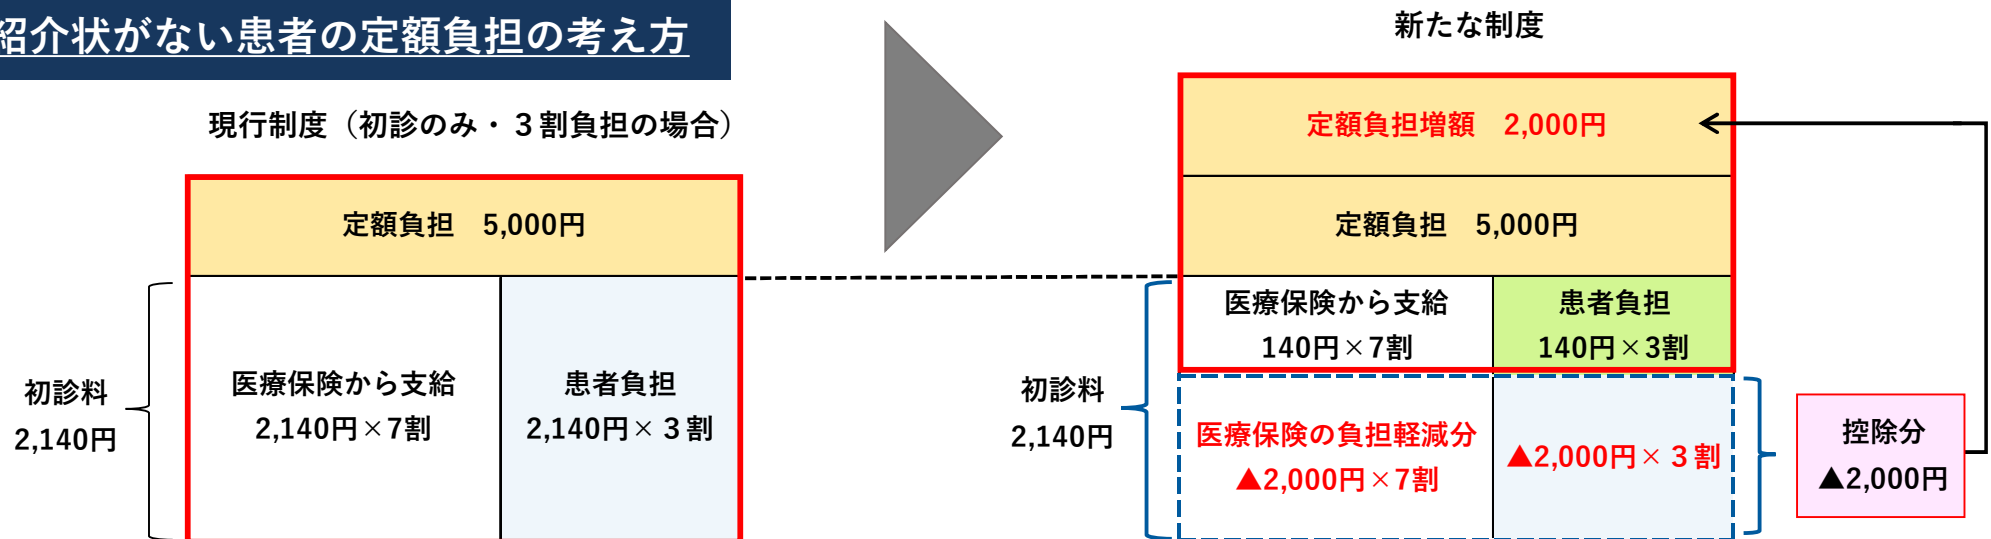 紹介状がない患者の定額負担の考え方
現行制度（初診のみ・３割負担の場合）
定額負担　5,000円
初診料
2,140円
医療保険から支給
2,140円×7割
患者負担
2,140円×３割
新たな制度
定額負担増額　2,000円
定額負担　5,000円
初診料
2,140円
医療保険から支給
140円×7割
患者負担
140円×3割
医療保険の負担軽減分
▲2,000円×7割
▲2,000円×３割
控除分
▲2,000円